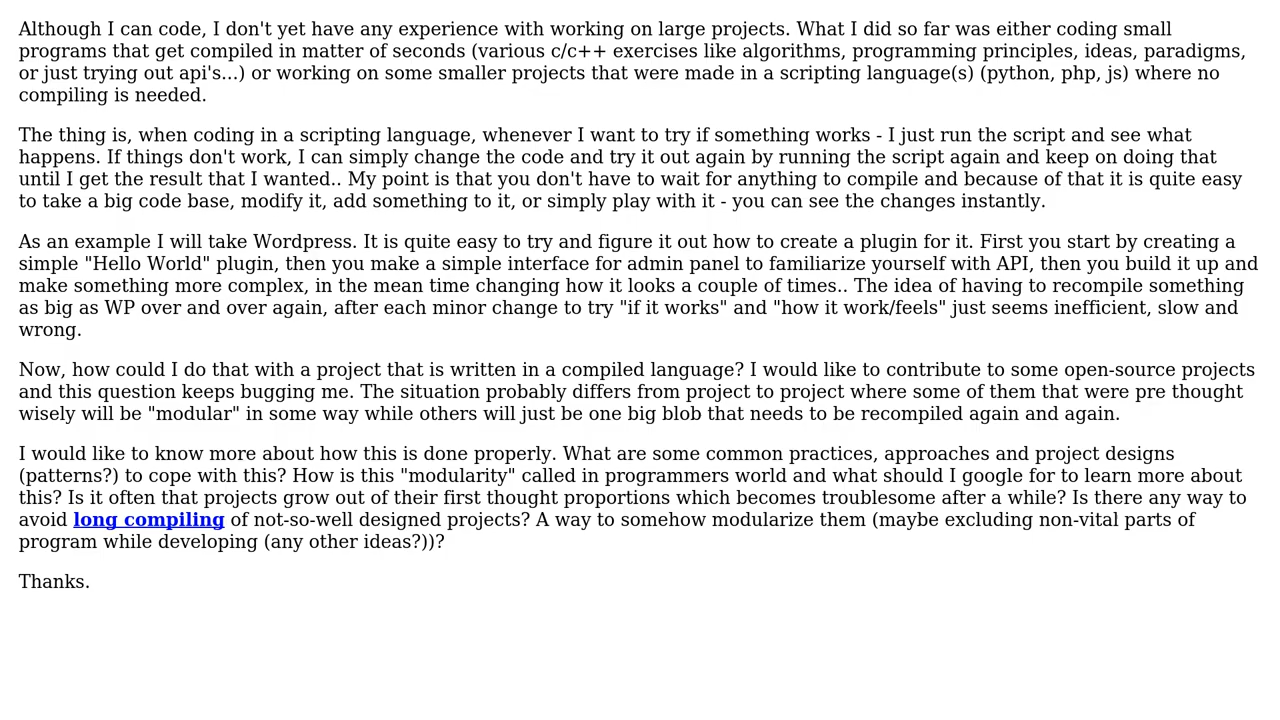 Although I can code, I don't yet have any experience with working on large projects. What I did so far was either coding small
programs that get compiled in matter of seconds (various c/c++ exercises like algorithms, programming principles, ideas, paradigms,
or just trying out api's...) or working on some smaller projects that were made in a scripting language(s) (python, php, js) where no
compiling is needed.
The thing is, when coding in a scripting language, whenever I want to try if something works - I just run the script and see what
happens. If things don't work, I can simply change the code and try it out again by running the script again and keep on doing that
until I get the result that I wanted.. My point is that you don't have to wait for anything to compile and because of that it is quite easy
to take a big code base, modify it, add something to it, or simply play with it - you can see the changes instantly.
As an example I will take Wordpress. It is quite easy to try and figure it out how to create a plugin for it. First you start by creating a
simple "Hello World" plugin, then you make a simple interface for admin panel to familiarize yourself with API, then you build it up and
make something more complex, in the mean time changing how it looks a couple of times.. The idea of having to recompile something
as big as WP over and over again, after each minor change to try "if it works" and "how it work/feels" just seems inefficient, slow and
wrong.
Now, how could I do that with a project that is written in a compiled language? I would like to contribute to some open-source projects
and this question keeps bugging me. The situation probably differs from project to project where some of them that were pre thought
wisely will be "modular" in some way while others will just be one big blob that needs to be recompiled again and again.
I would like to know more about how this is done properly. What are some common practices, approaches and project designs
(patterns?) to cope with this? How is this "modularity" called in programmers world and what should I google for to learn more about
this? Is it often that projects grow out of their first thought proportions which becomes troublesome after a while? Is there any way to
avoid long compiling of not-so-well designed projects? A way to somehow modularize them (maybe excluding non-vital parts of
program while developing (any other ideas?))?
Thanks.